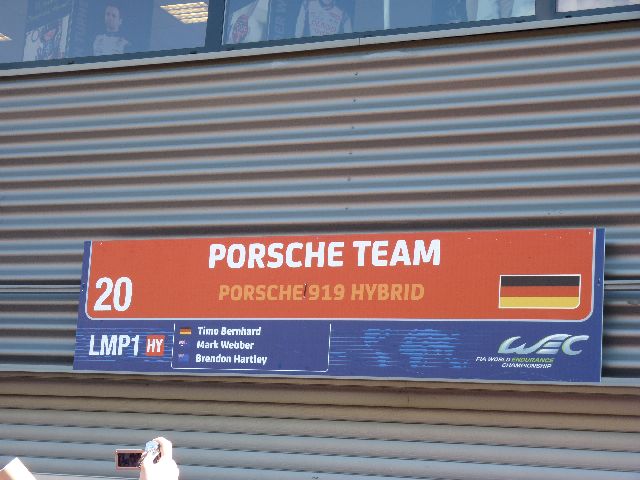 PORSCHE TEAM
20
PORSCHE 919 HYBRID
LMP1 HY
Timo Bernhard
Mark Webber
Brendon Hartley
WEC
FIA WORLD ENDURANCE
CHAMPIONSHIP